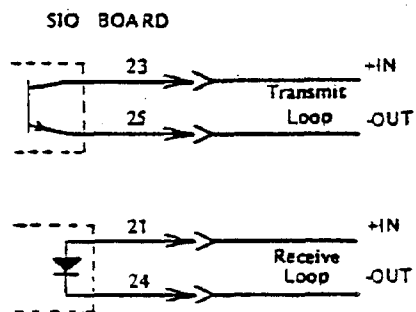 SIO BOARD
23 +IN
Transmit
Loop
25 -OUT
21 +IN
Receive
Loop
24 -OUT